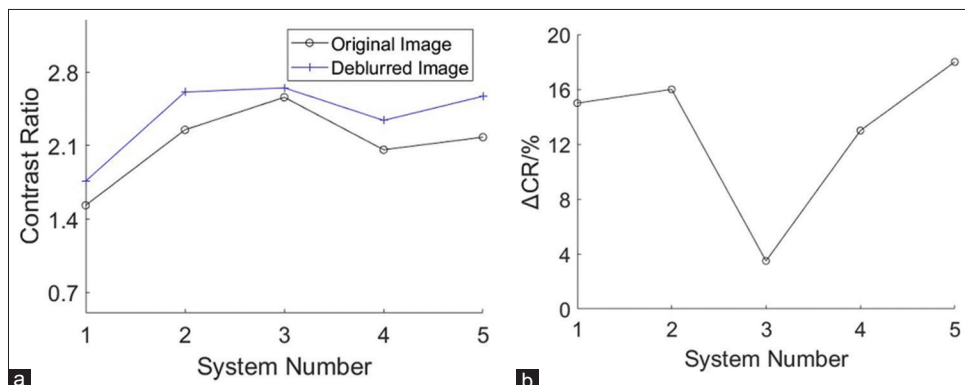 Original Image
Deblurred Image
2.8
2.1
1.4
0.7
Contrast Ratio
1 2 3 4 5
System Number
a
20
16
12
8
4
0
ΔCR/%
1 2 3 4 5
System Number
b